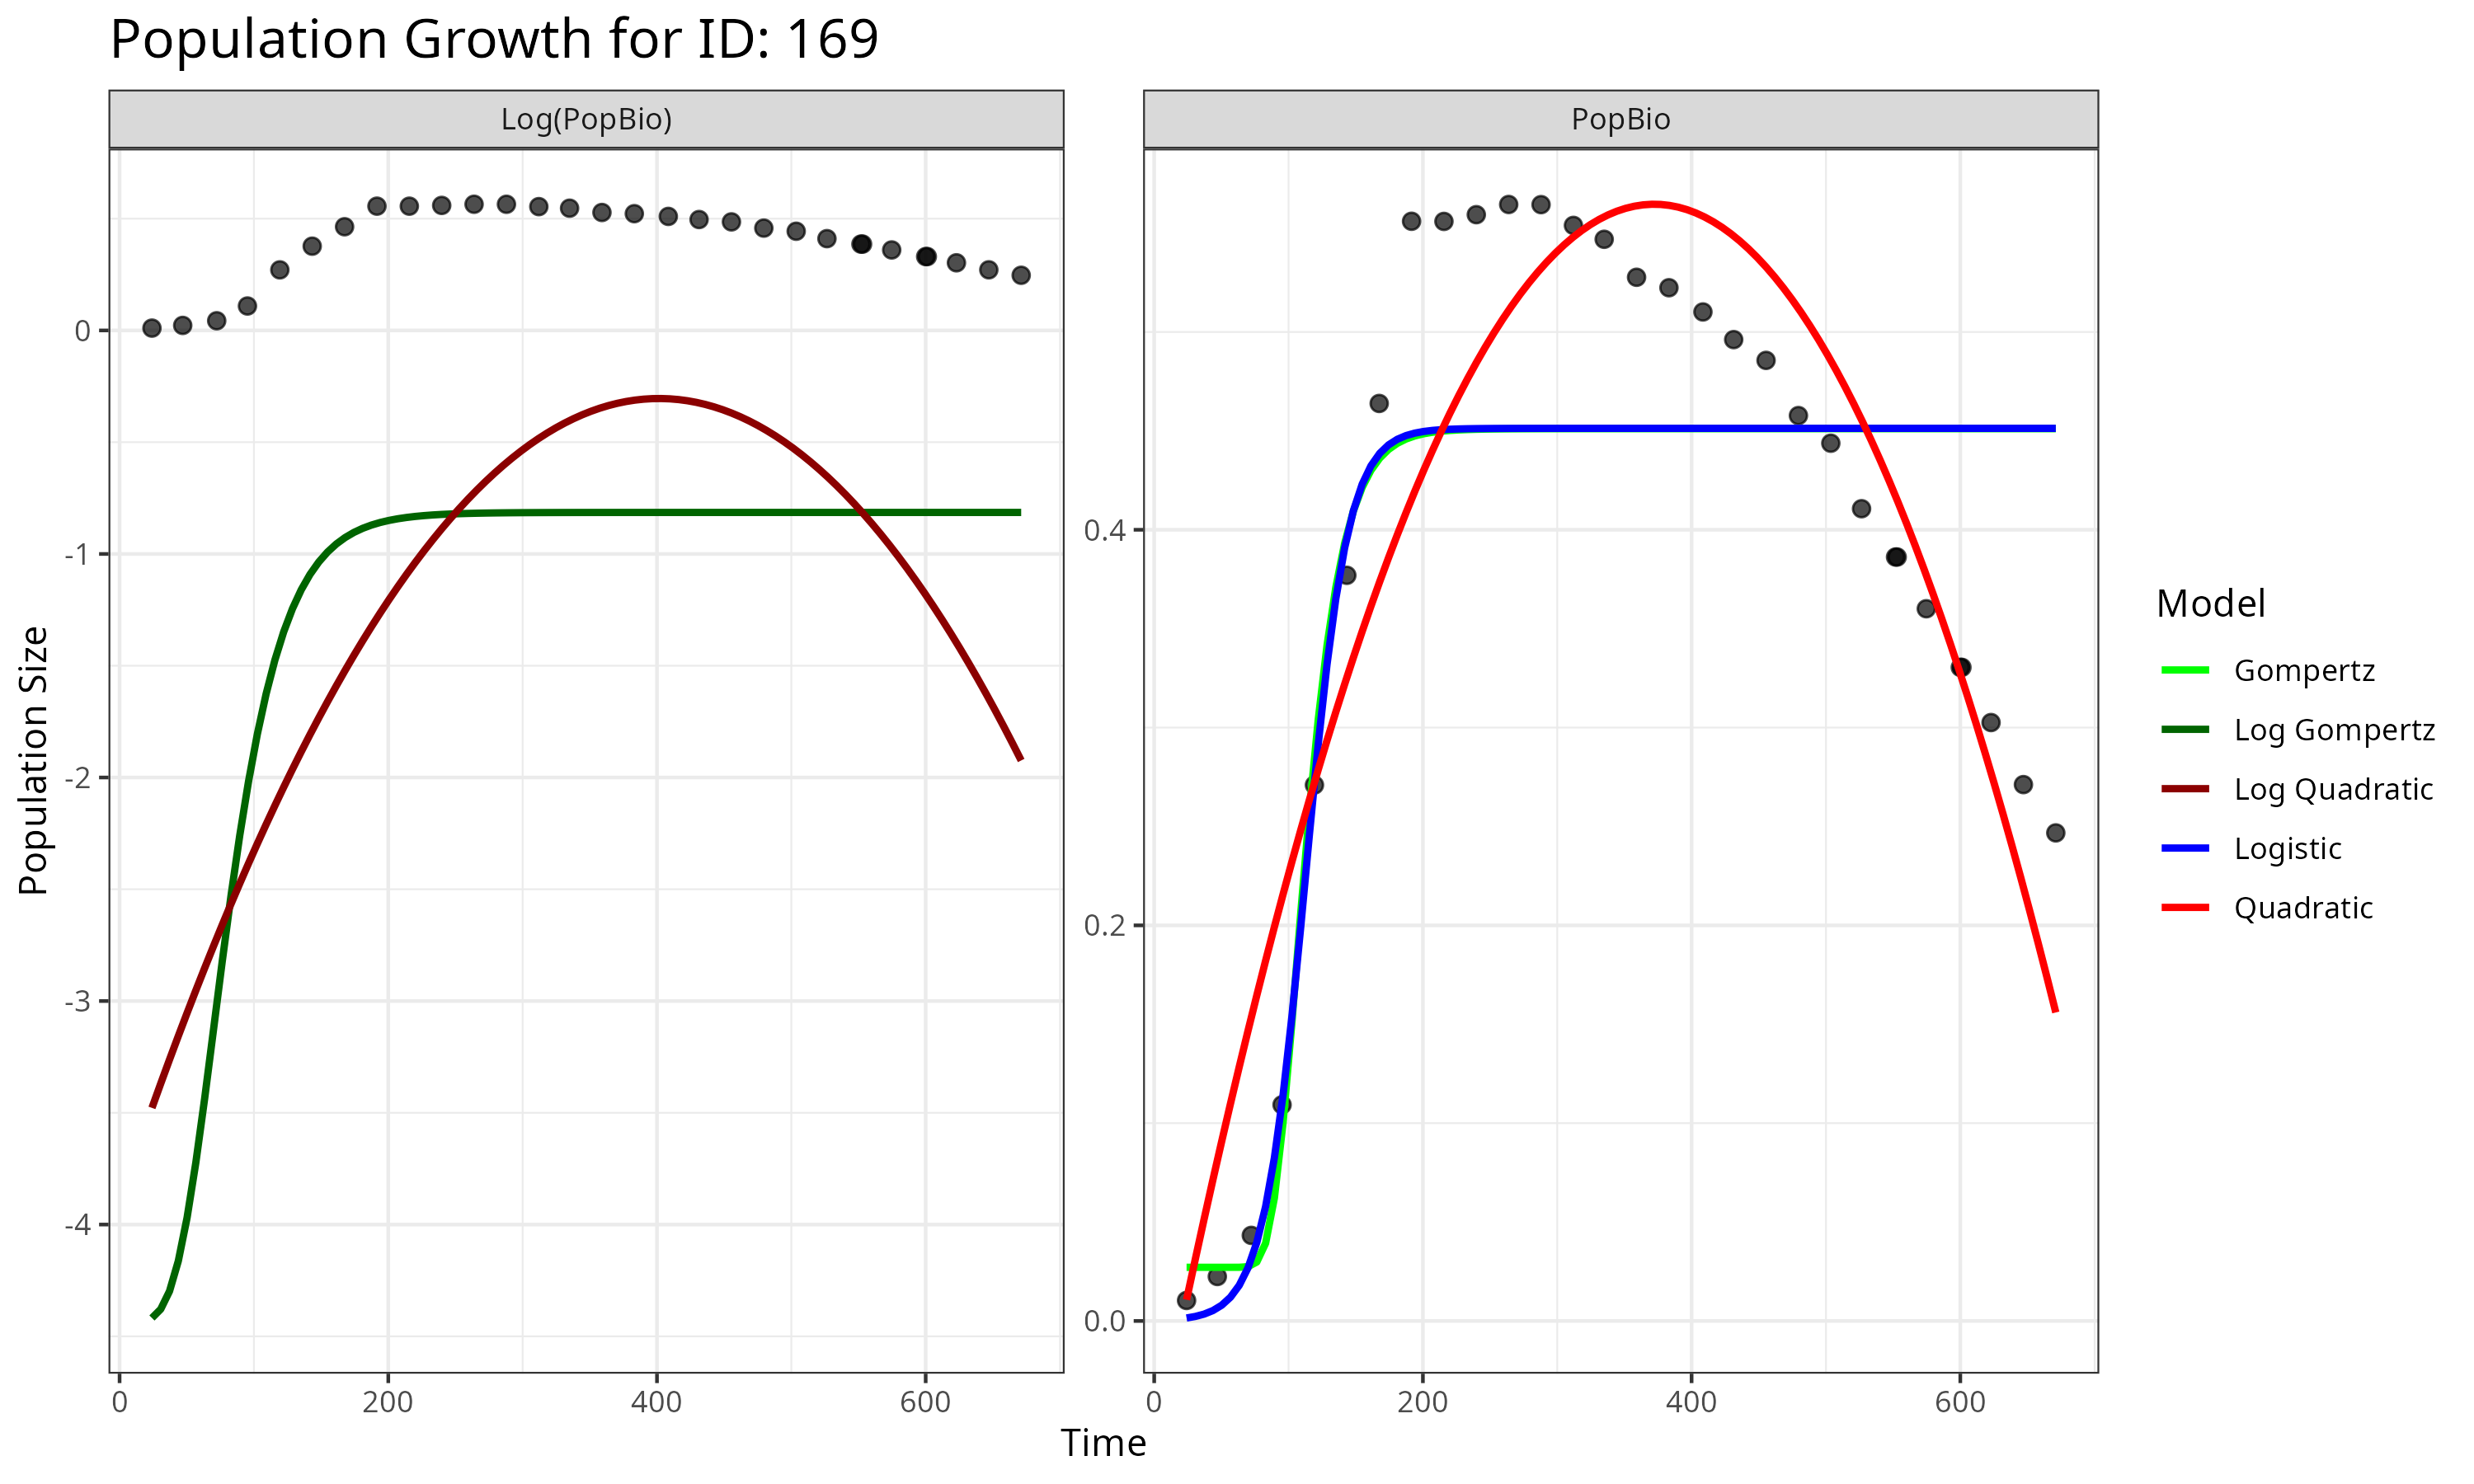 Population Growth for ID: 169
Log(PopBio)
PopBio
Population Size
0
-1
-2
-3
-4
0.4
0.2
0.0
0 200 400 600
0 200 400 600
Time
Model
Gompertz
Log Gompertz
Log Quadratic
Logistic
Quadratic